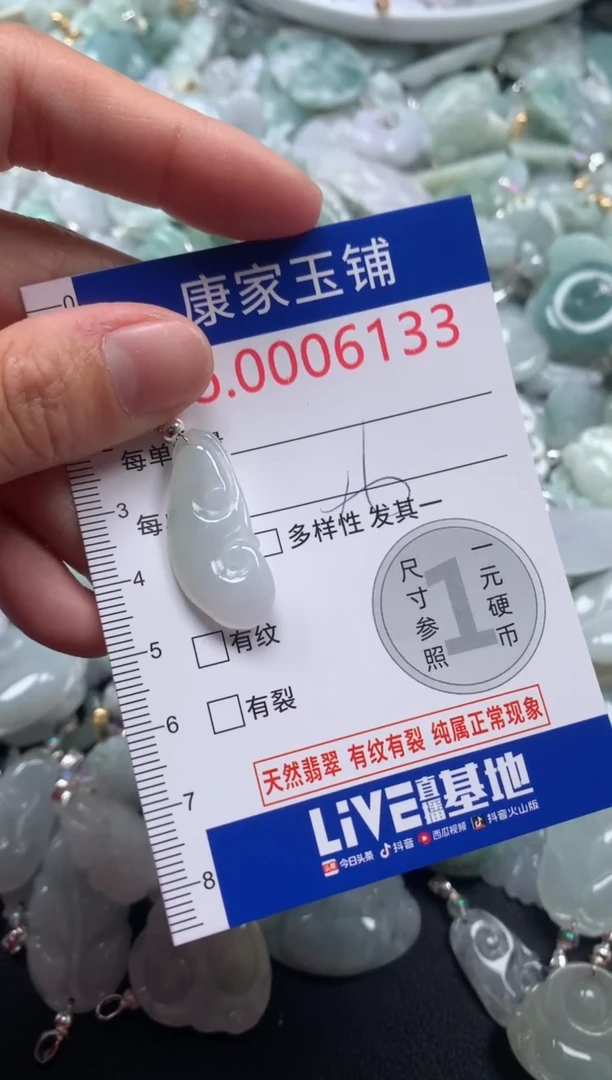 0
康家玉铺
6.0006133
每单
3
每
多样性 发其一
4
尺寸参照
1
一元硬币
5
有纹
6
有裂
天然翡翠 有纹有裂 纯属正常现象
7
LiVE直播基地
头条 今日头条 抖音 西瓜视频 抖音火山版
8